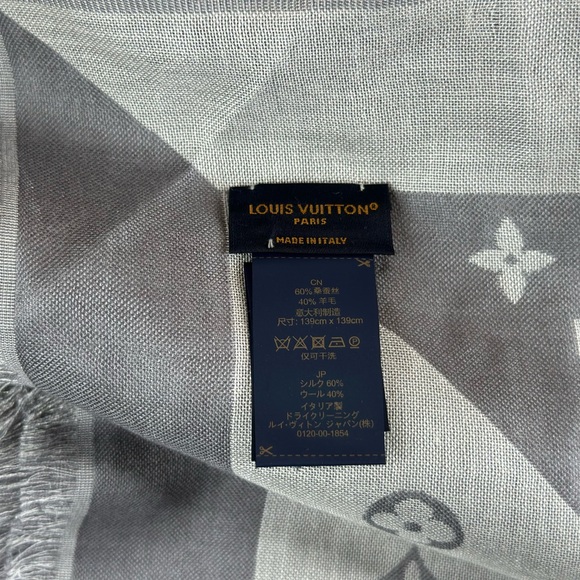 LOUIS VUITTON®
PARIS
MADE IN ITALY
CN
60% 桑蚕丝
40% 羊毛
意大利制造
尺寸: 139cm x 139cm
仅可干洗
JP
シルク 60%
ウール 40%
イタリア製
ドライクリーニング
ルイ・ヴィトン ジャパン(株)
0120-00-1854